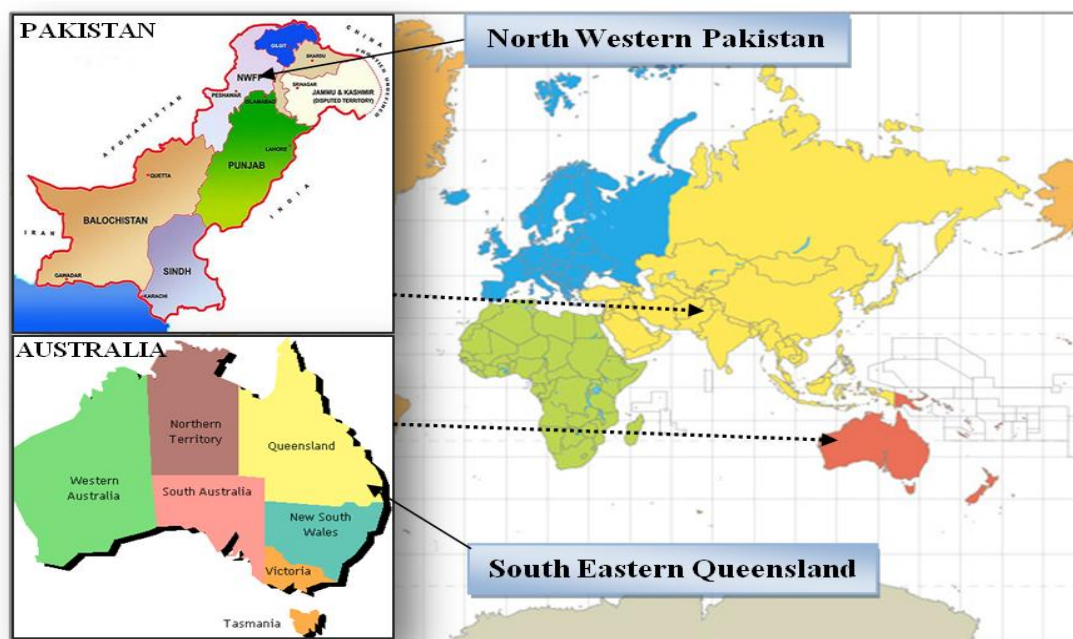 PAKISTAN
GILGIT
CHINA
FRONTIER UNDEFINED
SKARDU
NWFP
SRINAGAR
PESHAWAR
ISLAMABAD
JAMMU & KASHMIR
(DISPUTED TERRITORY)
AFGHANISTAN
LAHORE
PUNJAB
QUETTA
INDIA
BALOCHISTAN
IRAN
SINDH
GAWADAR
KARACHI
North Western Pakistan
AUSTRALIA
Northern
Territory
Queensland
Western
Australia
South Australia
New South
Wales
Victoria
Tasmania
South Eastern Queensland